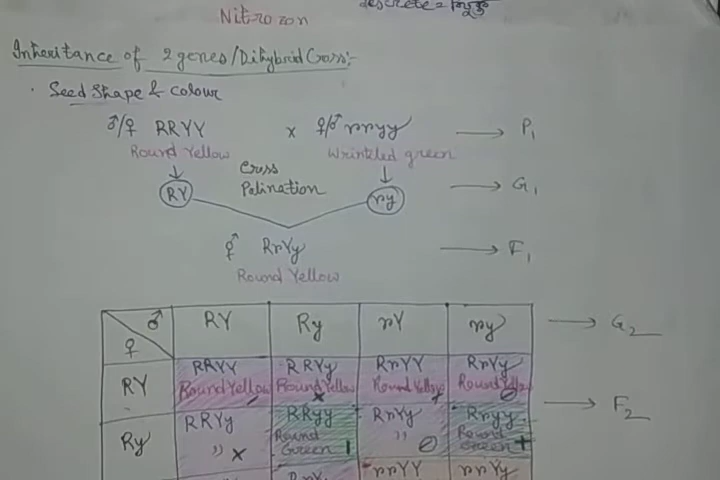 Nitrozon
discrete =
Inheritance of 2 genes/Dihybrid Cross:-
· Seed Shape & colour
♂/♀ RRYY x ♀/♂ rryy → P1
Round Yellow Wrinkled green
RY Cross Polination ry → G1
⚥ RrYy → F1
Round Yellow
♂ RY Ry rY ry → G2
♀
RY RRYY RRYy RrYY RrYy
Round Yellow Round Yellow Round Yellow Round Yellow
→ F2
Ry RRYy RRyy RrYy Rryy
" x Round Green " Round Green +
rrYY rrYy